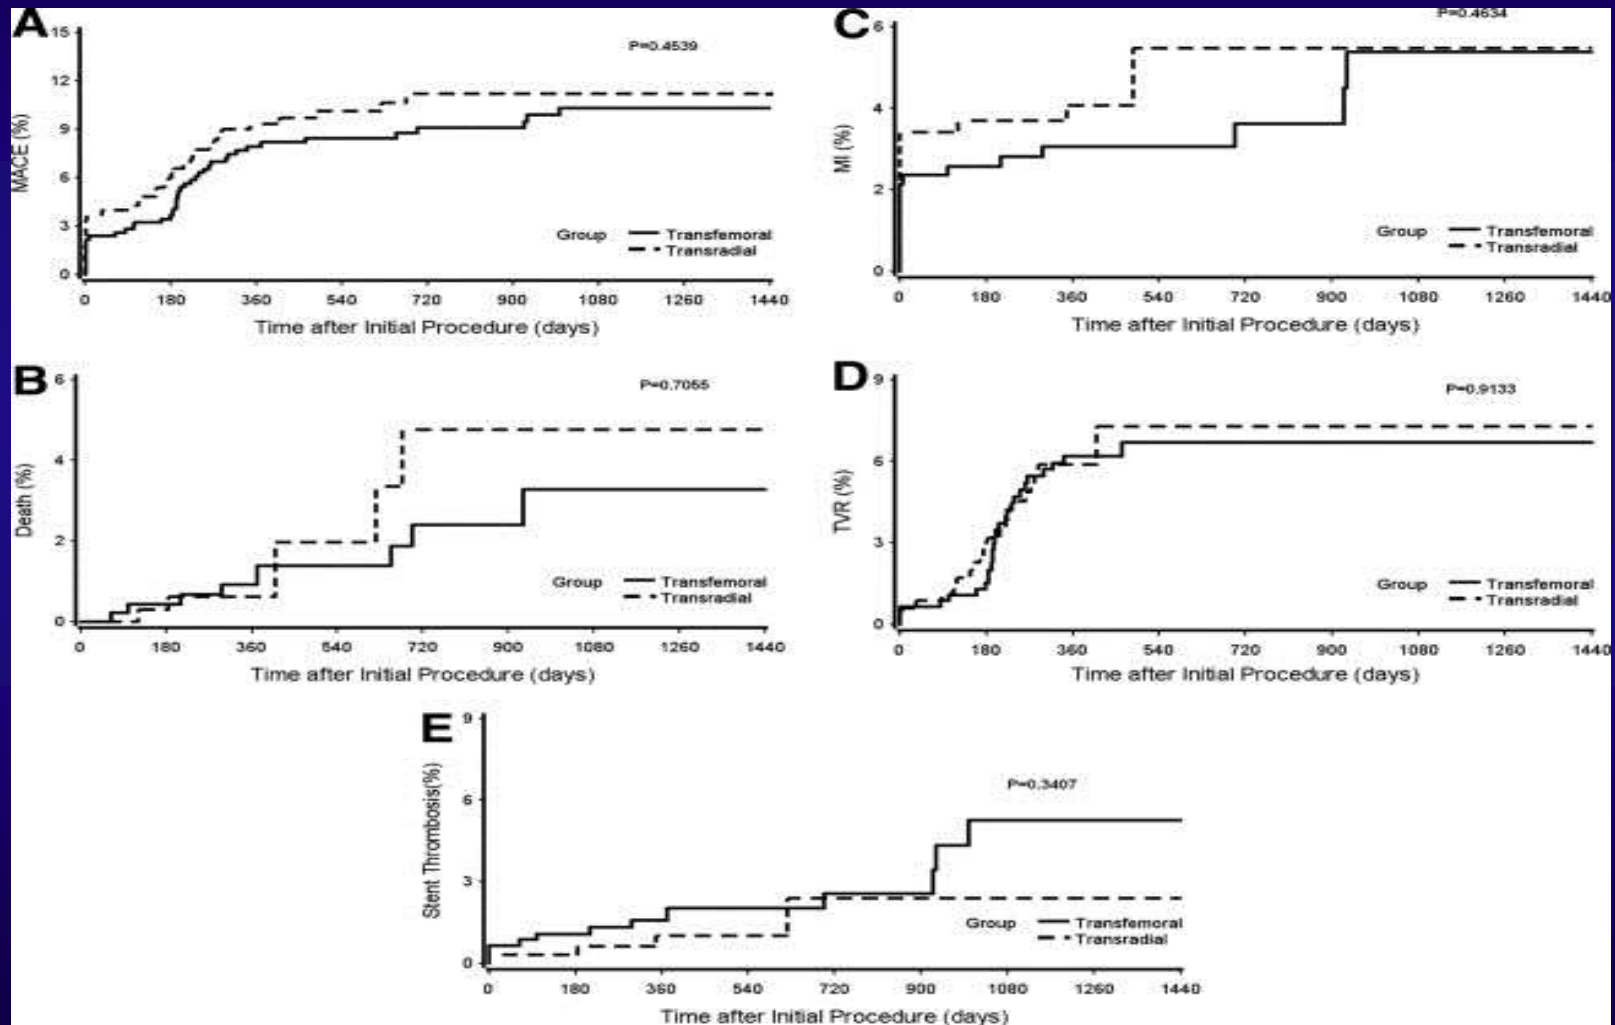 A
15
12
9
6
3
0
MACE (%)
P=0.4539
Group Transfemoral
Transradial
0 180 360 540 720 900 1080 1260 1440
Time after Initial Procedure (days)
C
6
4
2
0
MI (%)
P=0.4634
Group Transfemoral
Transradial
0 180 360 540 720 900 1080 1260 1440
Time after Initial Procedure (days)
B
6
4
2
0
Death (%)
P=0.7055
Group Transfemoral
Transradial
0 180 360 540 720 900 1080 1260 1440
Time after Initial Procedure (days)
D
9
6
3
0
TVR (%)
P=0.9133
Group Transfemoral
Transradial
0 180 360 540 720 900 1080 1260 1440
Time after Initial Procedure (days)
E
9
6
3
0
Stent Thrombosis(%)
P=0.3407
Group Transfemoral
Transradial
0 180 360 540 720 900 1080 1260 1440
Time after Initial Procedure (days)